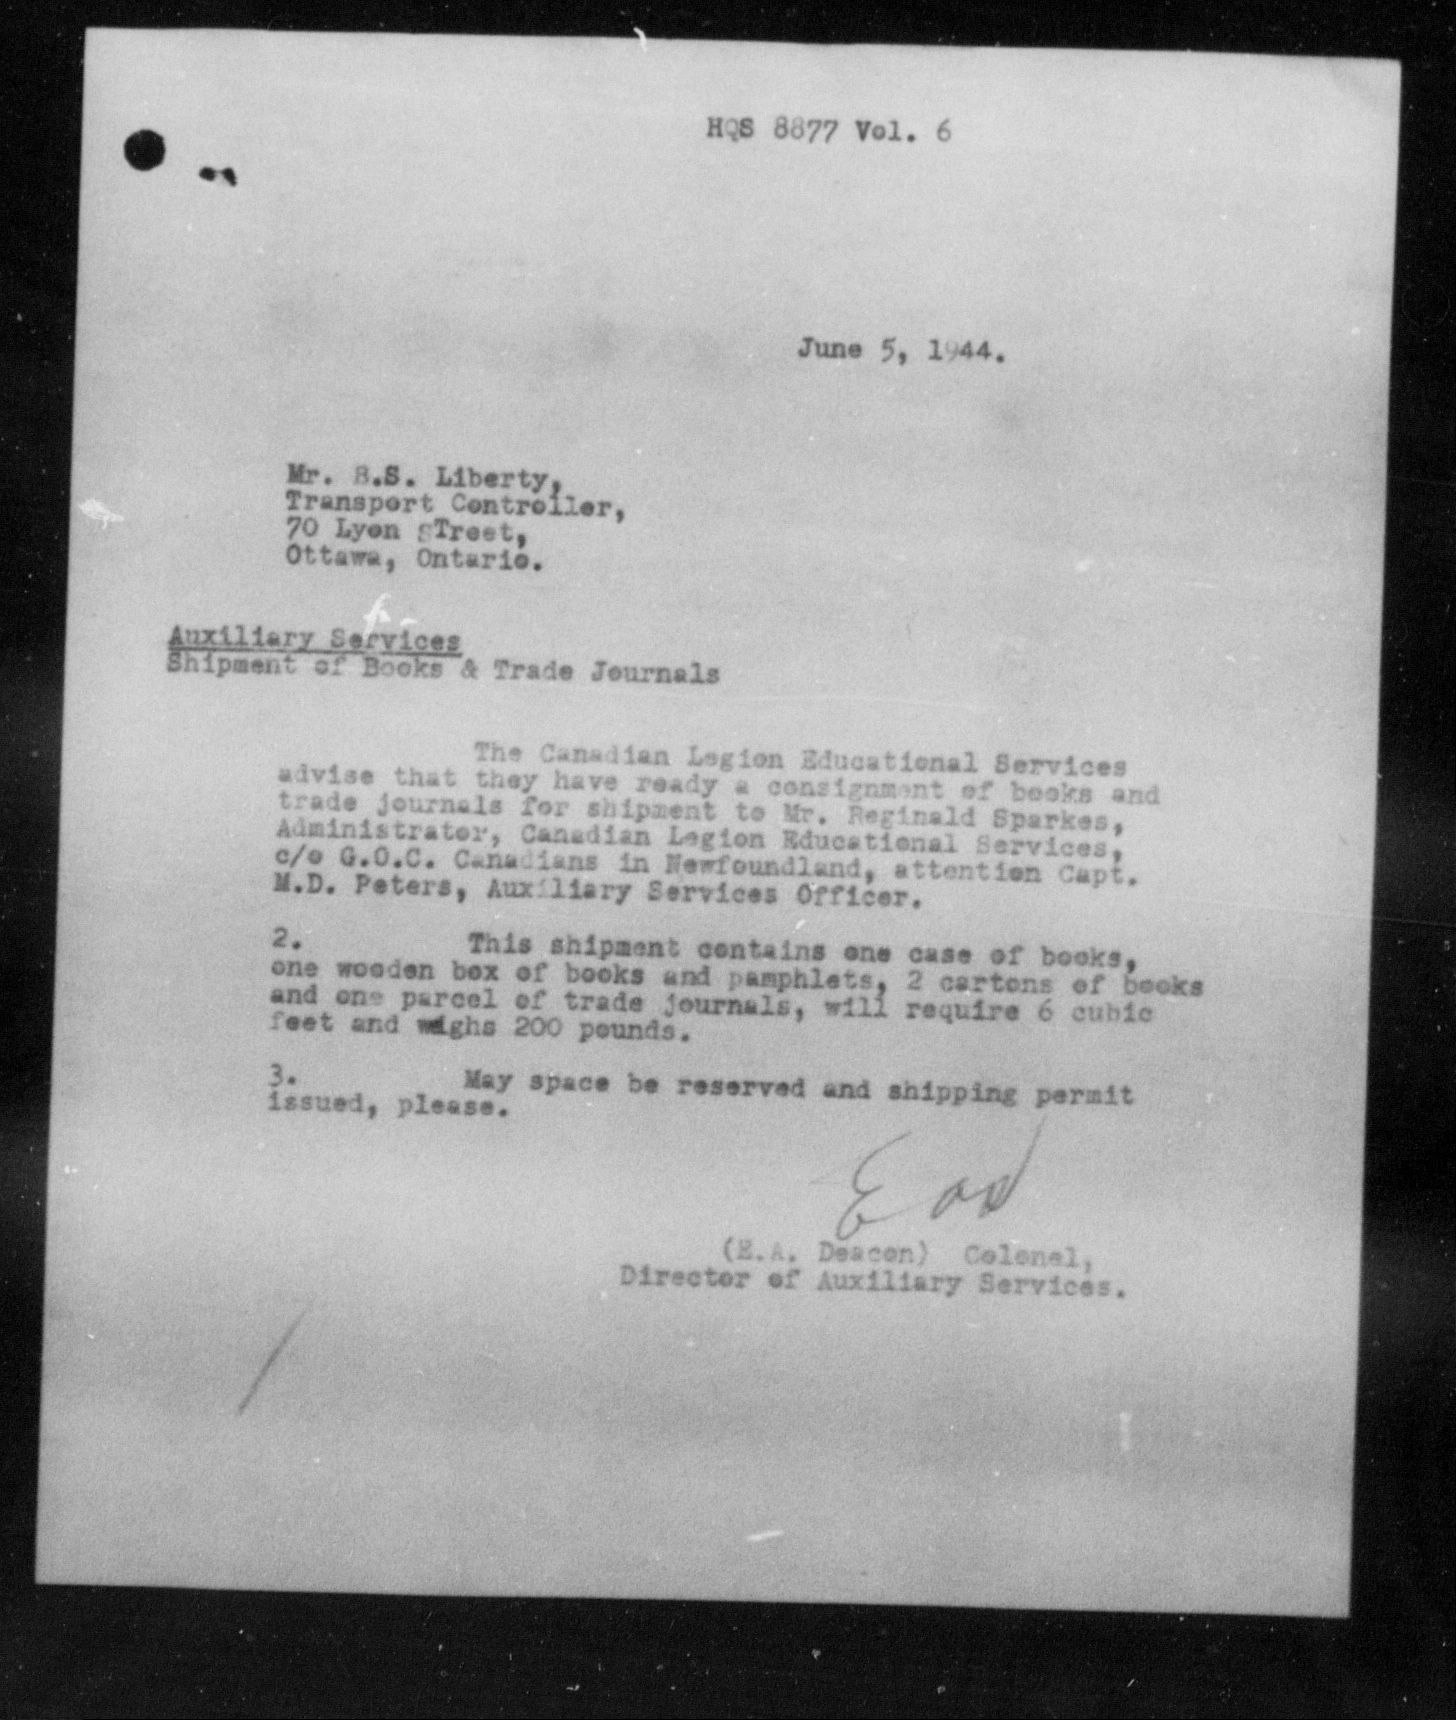 HQS 8877 Vol. 6
June 5, 1944.
Mr. B.S. Liberty,
Transport Controller,
70 Lyon sTreet,
Ottawa, Ontario.
Auxiliary Services
Shipment of Books & Trade Journals
The Canadian Legion Educational Services
advise that they have ready a consignment of books and
trade journals for shipment to Mr. Reginald Sparkes,
Administrator, Canadian Legion Educational Services,
c/o G.O.C. Canadians in Newfoundland, attention Capt.
M.D. Peters, Auxiliary Services Officer.
2. This shipment contains one case of books,
one wooden box of books and pamphlets, 2 cartons of books
and one parcel of trade journals, will require 6 cubic
feet and weighs 200 pounds.
3. May space be reserved and shipping permit
issued, please.
Ead
(E.A. Deacon) Colonel,
Director of Auxiliary Services.